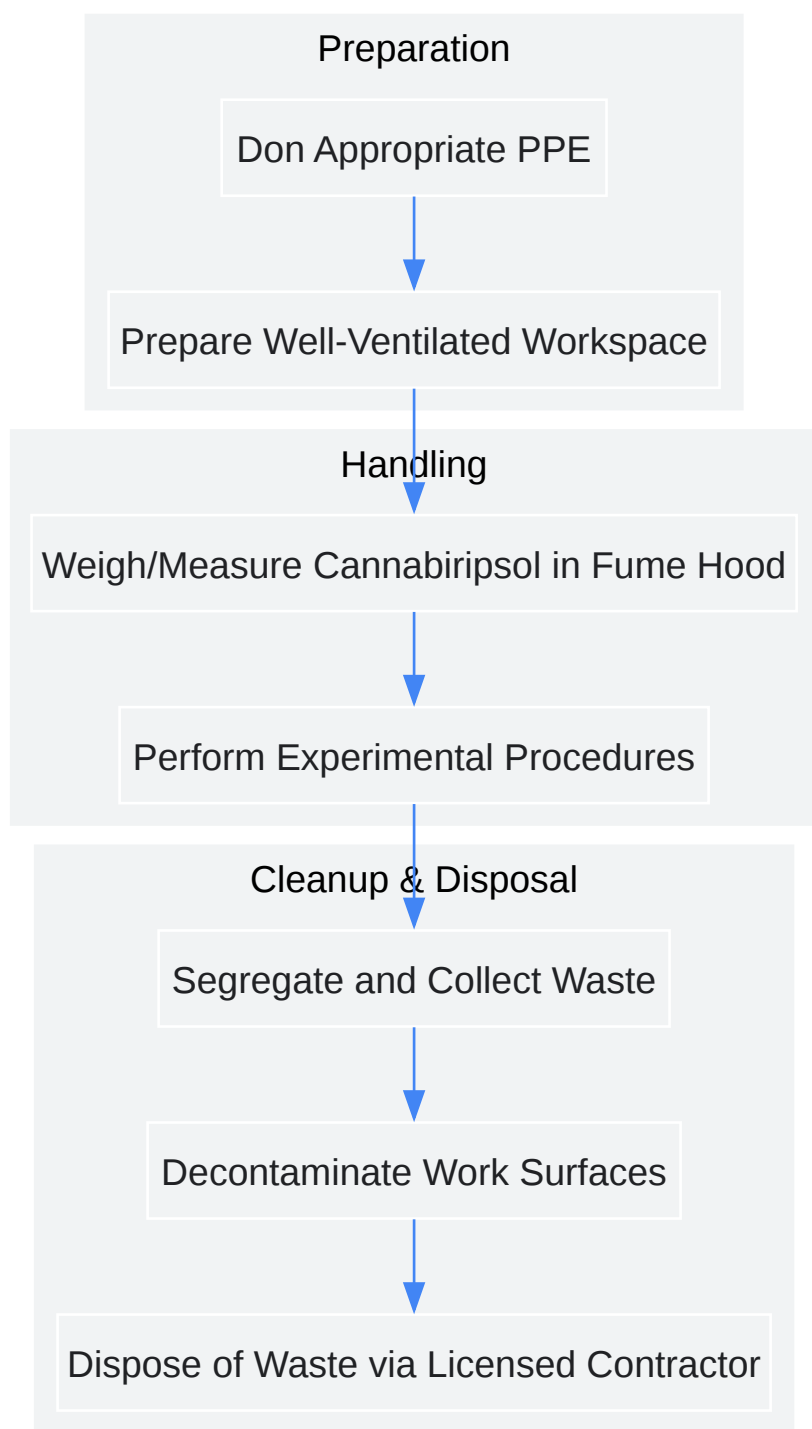 Preparation
Don Appropriate PPE
Prepare Well-Ventilated Workspace
Handling
Weigh/Measure Cannabiripsol in Fume Hood
Perform Experimental Procedures
Cleanup & Disposal
Segregate and Collect Waste
Decontaminate Work Surfaces
Dispose of Waste via Licensed Contractor